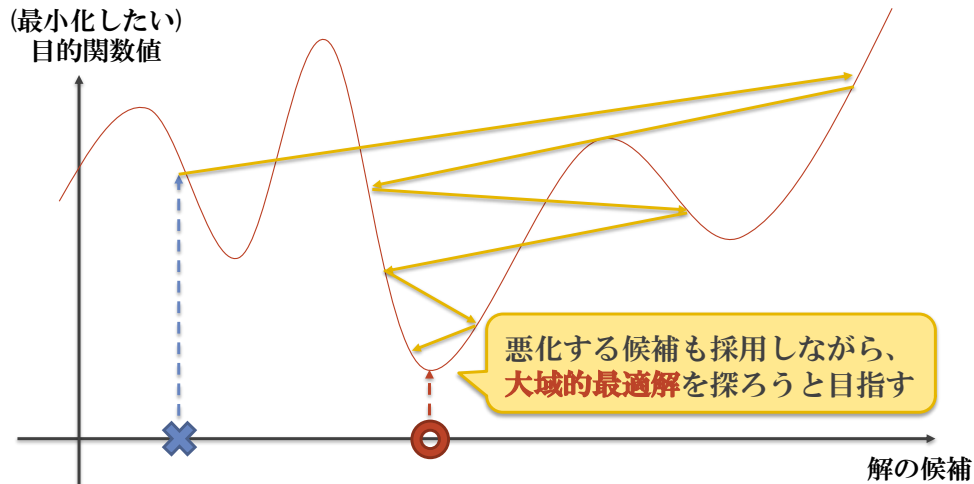 (最小化したい)
目的関数値
悪化する候補も採用しながら、
大域的最適解を探ろうと目指す
解の候補